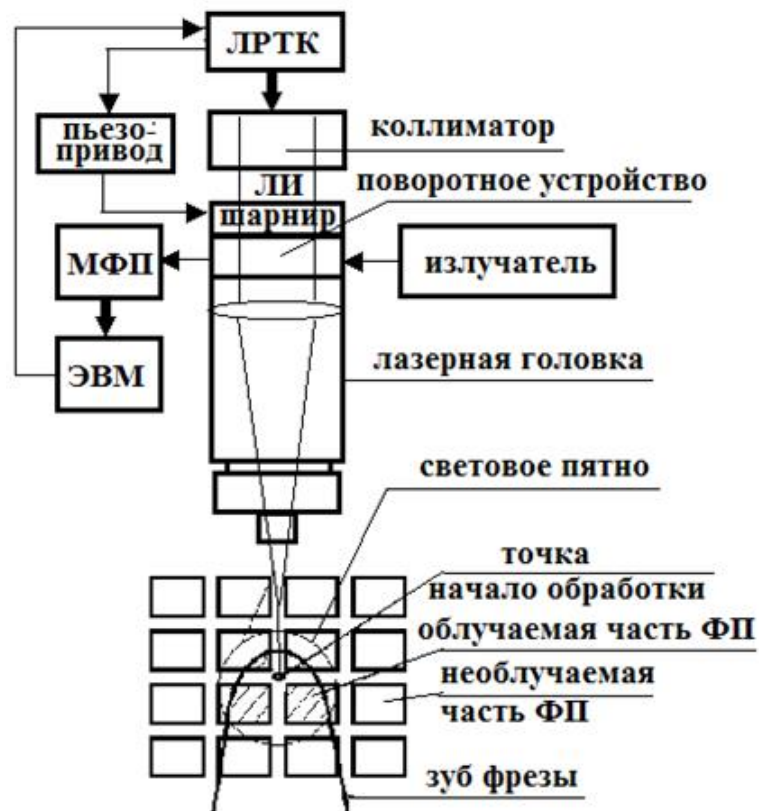 ЛРТК
коллиматор
пьезо-
привод
ЛИ
поворотное устройство
шарнир
МФП
излучатель
ЭВМ
лазерная головка
световое пятно
точка
начало обработки
облучаемая часть ФП
необлучаемая
часть ФП
зуб фрезы